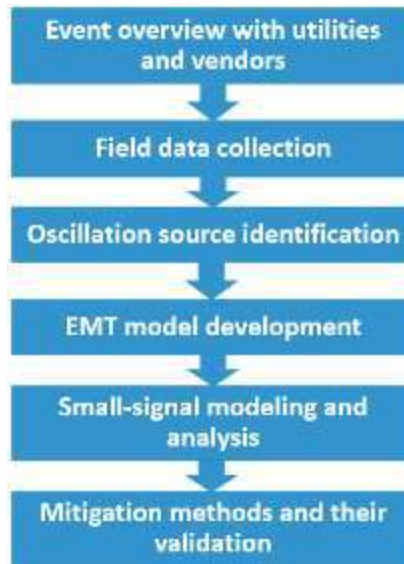 Event overview with utilities
and vendors
Field data collection
Oscillation source identification
EMT model development
Small-signal modeling and
analysis
Mitigation methods and their
validation